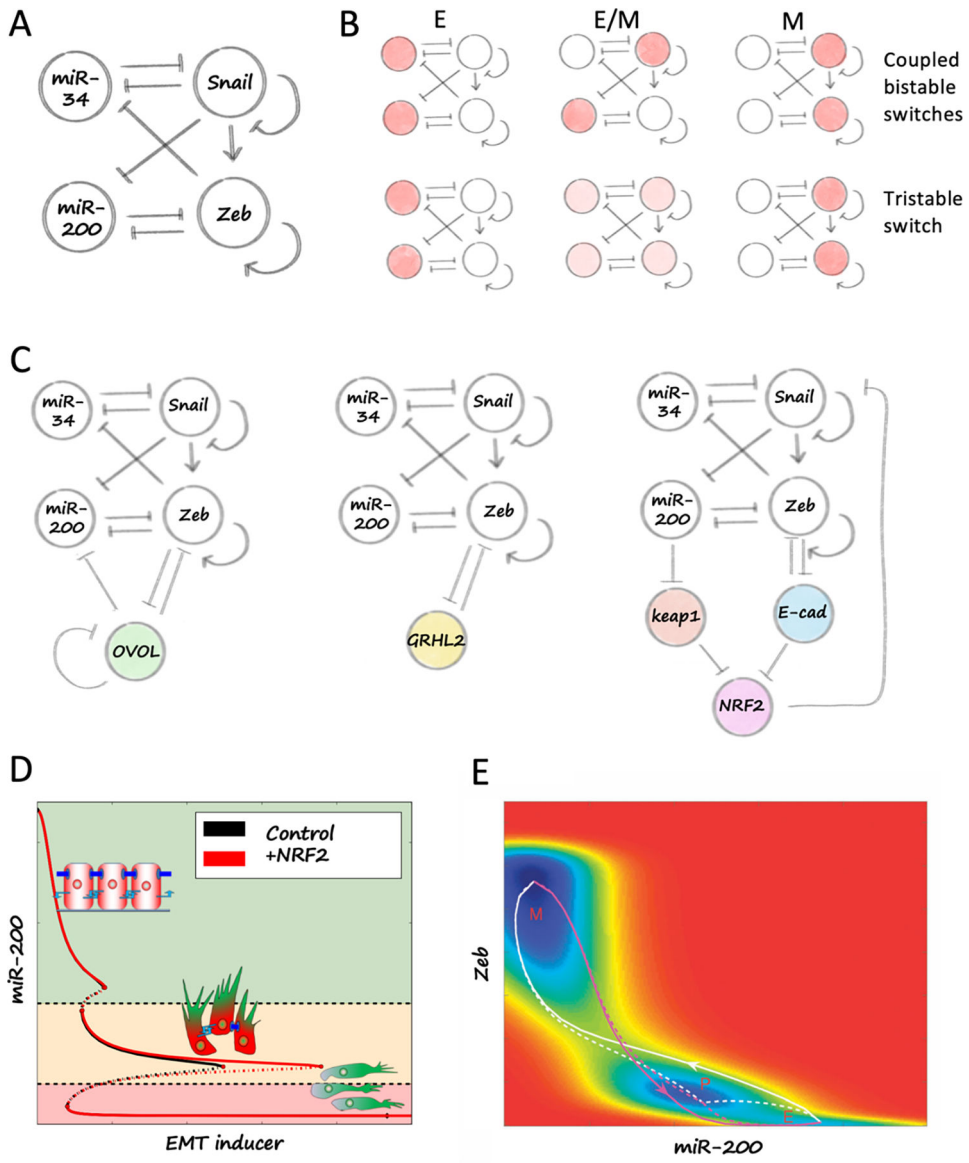 A
miR-
34
Snail
miR-
200
Zeb
B
E
E/M
M
Coupled
bistable
switches
Tristable
switch
C
miR-
34
Snail
miR-
200
Zeb
OVOL
miR-
34
Snail
miR-
200
Zeb
GRHL2
miR-
34
Snail
miR-
200
Zeb
keap1
E-cad
NRF2
D
miR-200
Control
+NRF2
EMT inducer
E
Zeb
M
P
E
miR-200